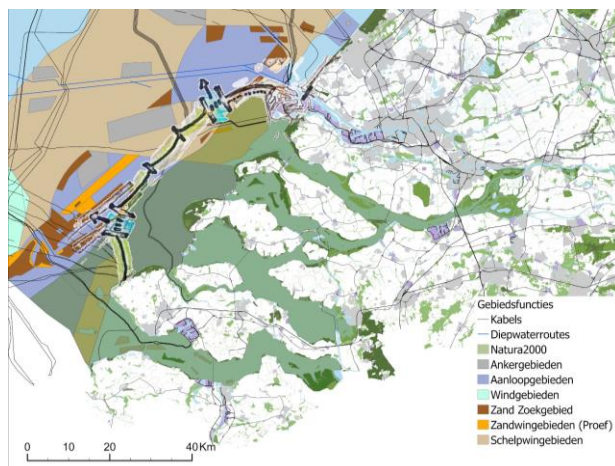 Gebiedsfuncties
Kabels
Diepwaterroutes
Natura2000
Ankergebieden
Aanloopgebieden
Windgebieden
Zand Zoekgebied
Zandwingebieden (Proef)
Schelpwingebieden
0 10 20 40 Km